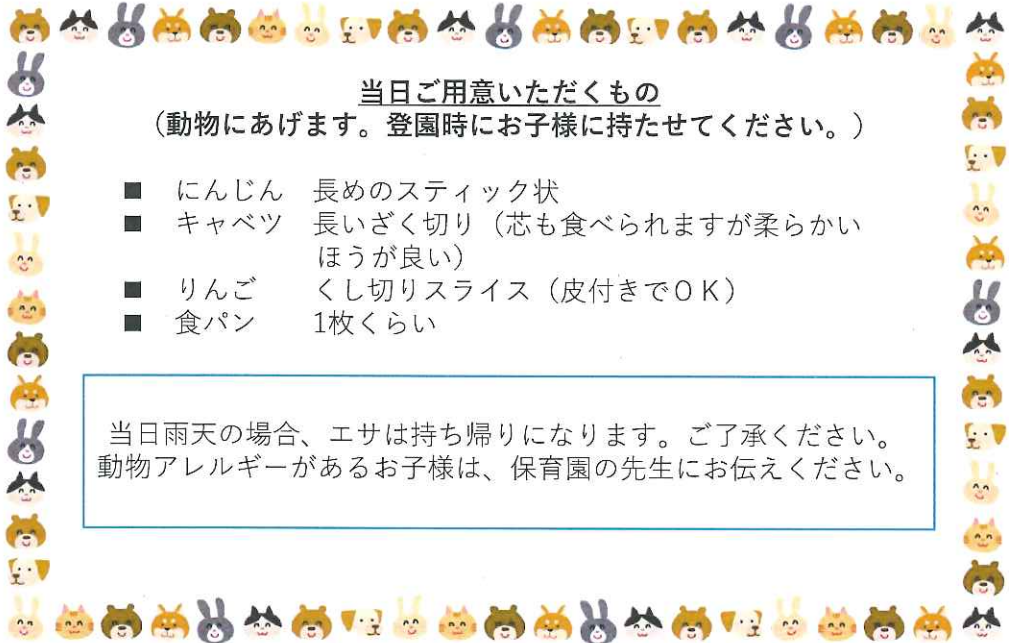 当日ご用意いただくもの
（動物にあげます。登園時にお子様に持たせてください。）
■ にんじん 長めのスティック状
■ キャベツ 長いざく切り（芯も食べられますが柔らかい
ほうが良い）
■ りんご くし切りスライス（皮付きでＯＫ）
■ 食パン 1枚くらい
当日雨天の場合、エサは持ち帰りになります。ご了承ください。
動物アレルギーがあるお子様は、保育園の先生にお伝えください。